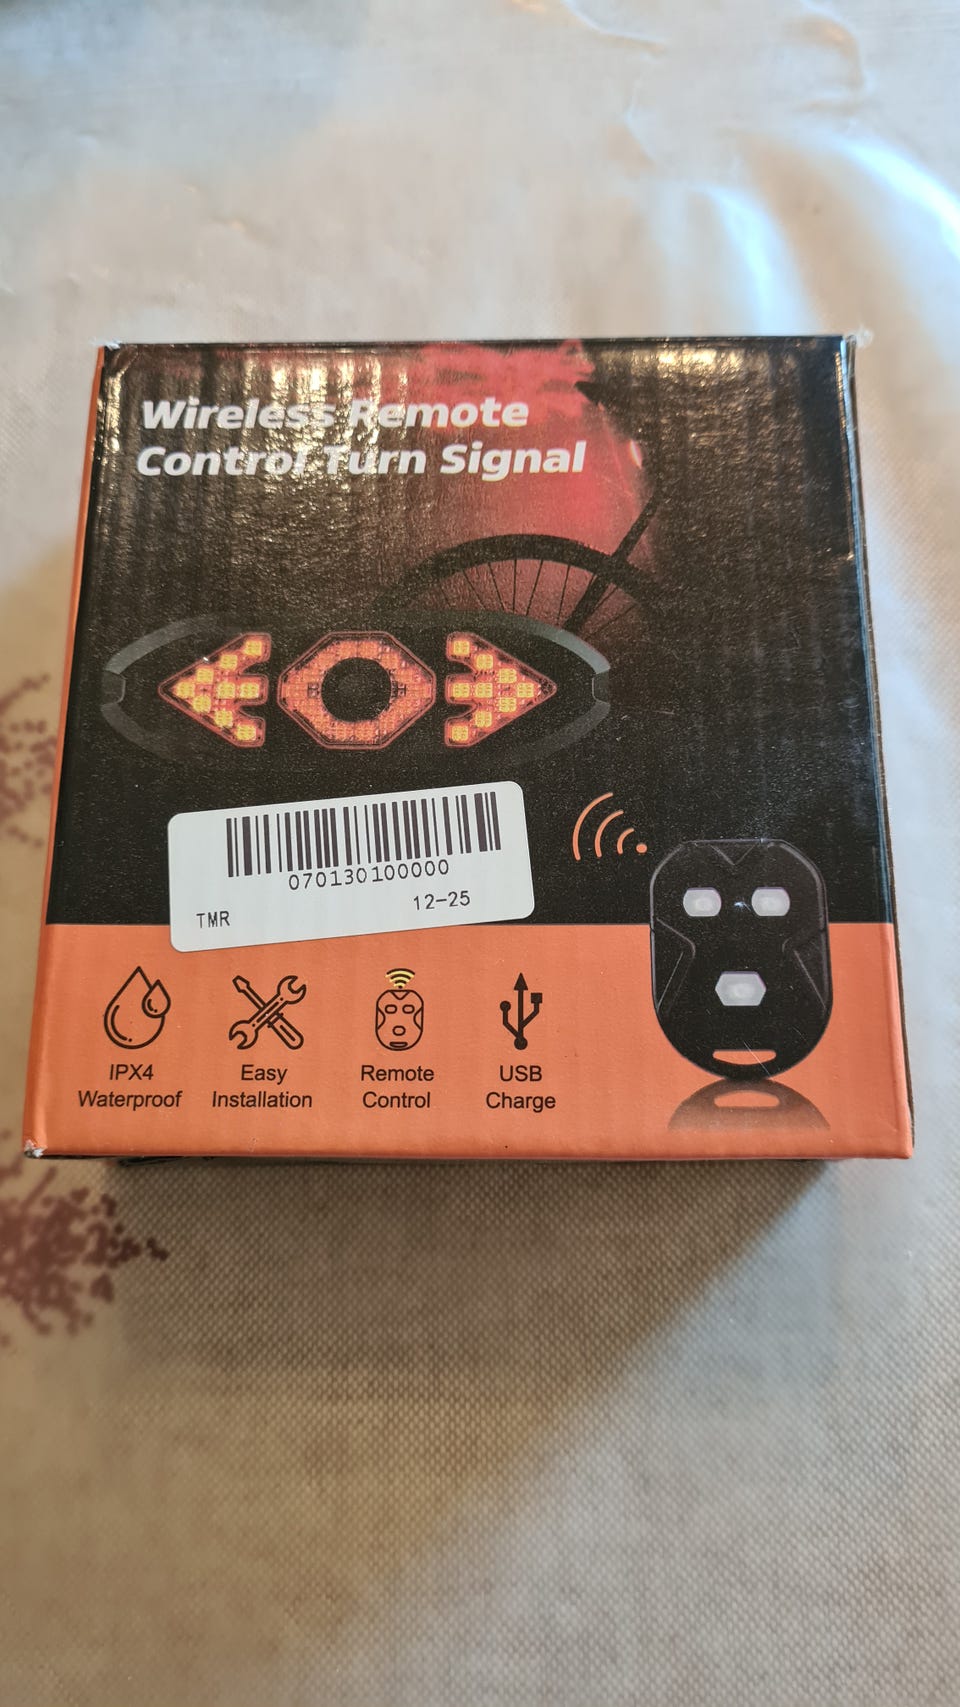 Wireless Remote
Control Turn Signal
070130100000
12-25
TMR
IPX4
Waterproof
Easy
Installation
Remote
Control
USB
Charge